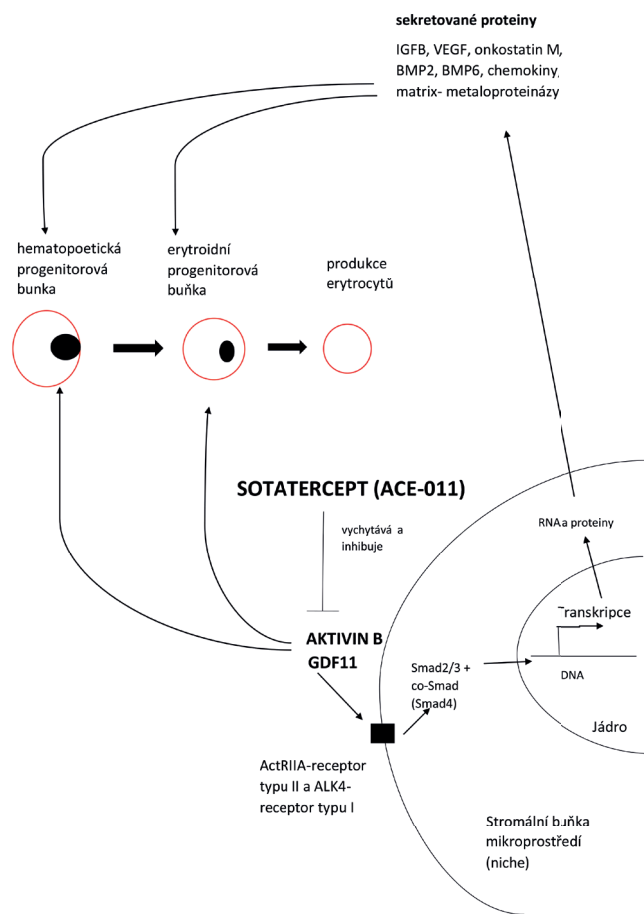 sekretované proteiny
IGFB, VEGF, onkostatin M,
BMP2, BMP6, chemokiny,
matrix- metaloproteinázy
hematopoetická
progenitorová
bunka
erytroidní
progenitorová
buňka
produkce
erytrocytů
SOTATERCEPT (ACE-011)
vychytává a
inhibuje
AKTIVIN B
GDF11
ActRIIA-receptor
typu II a ALK4-
receptor typu I
Smad2/3 +
co-Smad
(Smad4)
RNA a proteiny
Transkripce
DNA
Jádro
Stromální buňka
mikroprostředí
(niche)